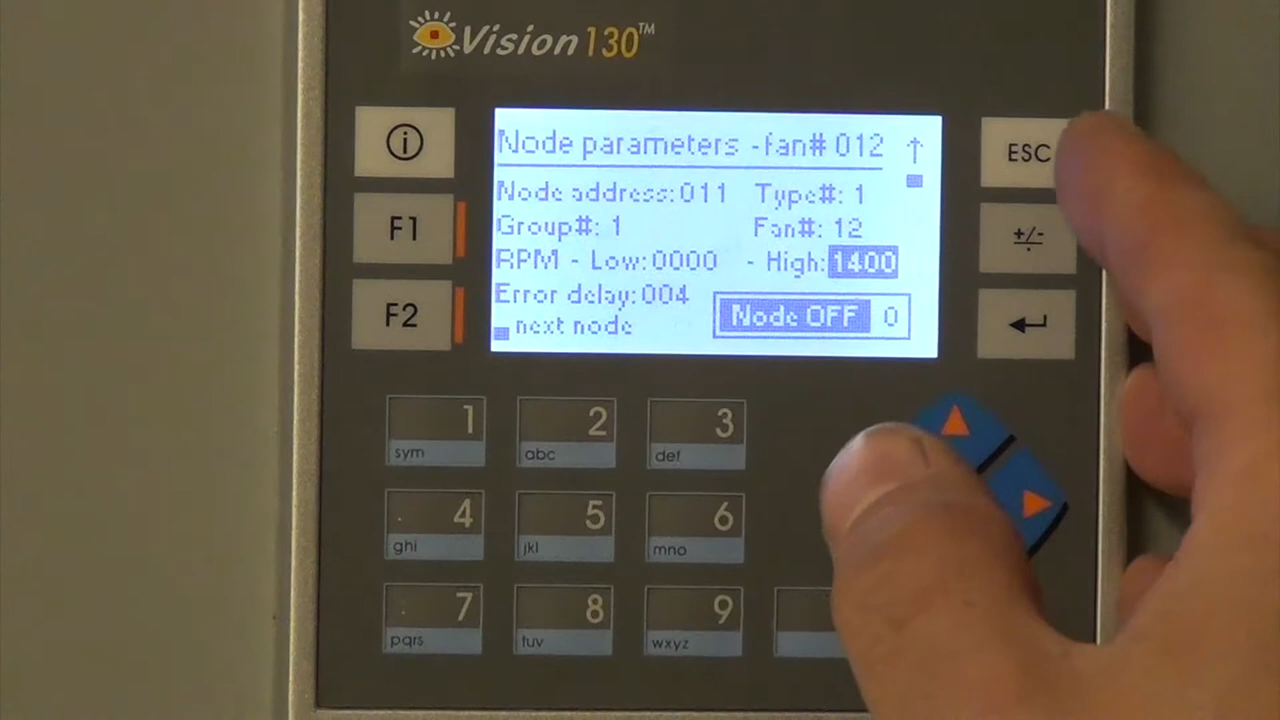 Vision 130™
i
F1
F2
ESC
+/-
Node parameters -fan# 012 ↑
Node address:011 Type#: 1
Group#: 1 Fan#: 12
RPM - Low:0000 - High:1400
Error delay:004
Node OFF 0
next node
1 2 3
sym abc def
4 5 6
ghi jkl mno
7 8 9
pqrs tuv wxyz